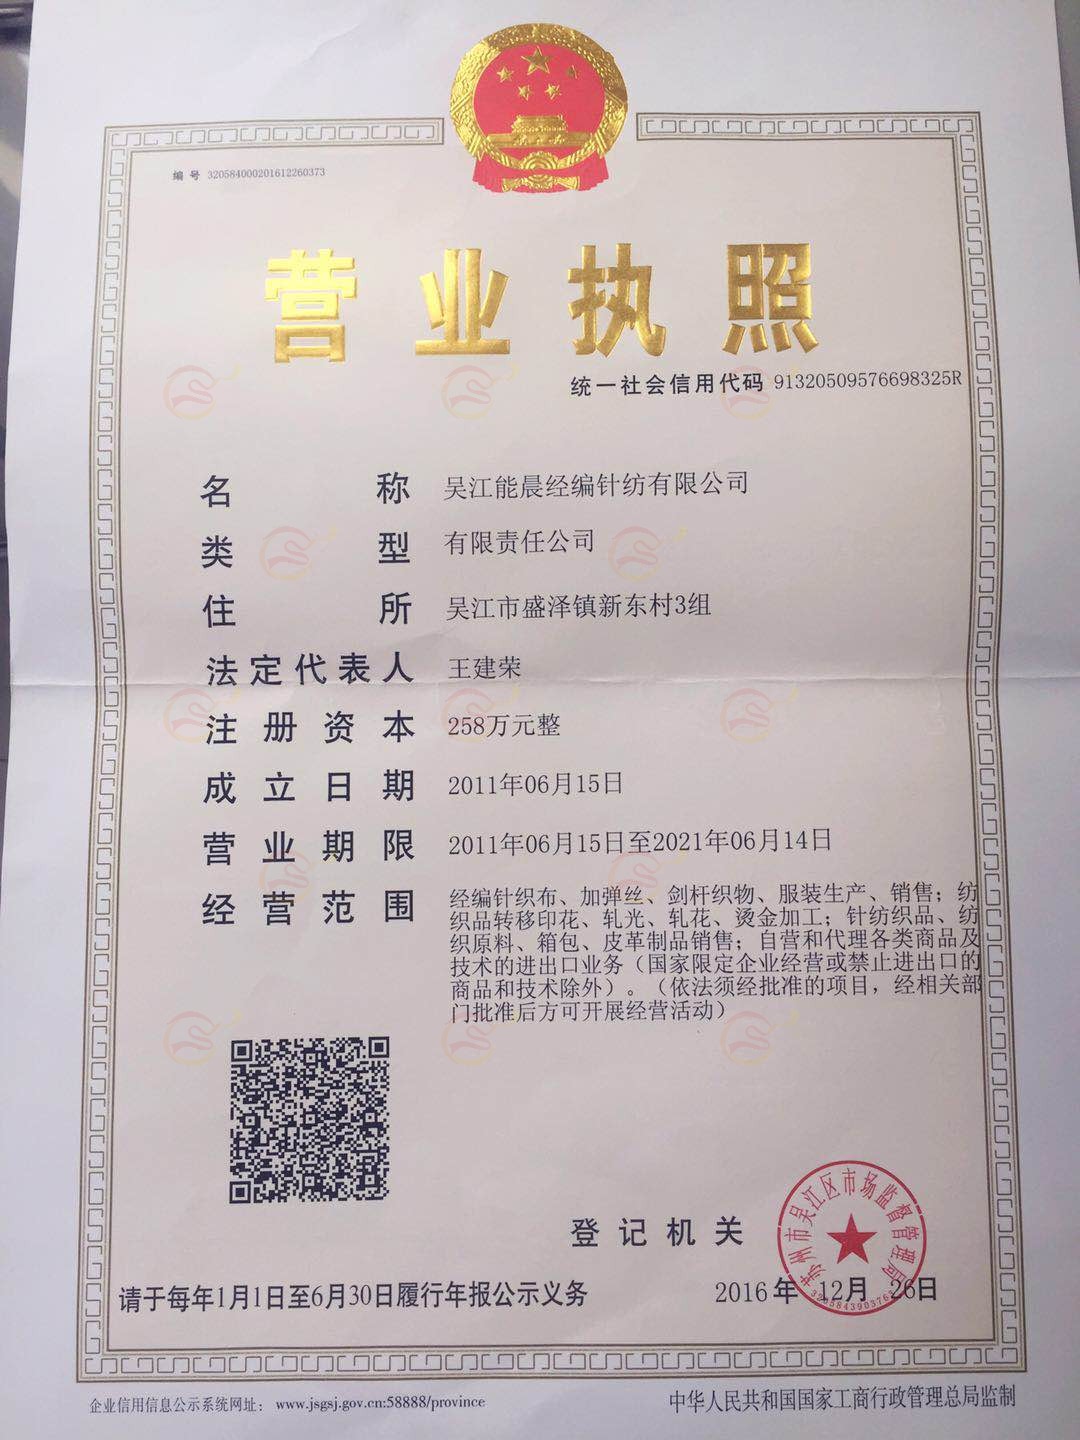 编 号 320584000201612260373
营业执照
统一社会信用代码 91320509576698325R
名称 吴江能晨经编针纺有限公司
类型 有限责任公司
住所 吴江市盛泽镇新东村3组
法定代表人 王建荣
注册资本 258万元整
成立日期 2011年06月15日
营业期限 2011年06月15日至2021年06月14日
经营范围 经编针织布、加弹丝、剑杆织物、服装生产、销售；纺
织品转移印花、轧光、轧花、烫金加工；针纺织品、纺
织原料、箱包、皮革制品销售；自营和代理各类商品及
技术的进出口业务（国家限定企业经营或禁止进出口的
商品和技术除外）。（依法须经批准的项目，经相关部
门批准后方可开展经营活动）
登记机关
苏州市吴江区市场监督管理局
3205843903763
请于每年1月1日至6月30日履行年报公示义务
2016年 12月 26日
企业信用信息公示系统网址： www.jsgsj.gov.cn:58888/province
中华人民共和国国家工商行政管理总局监制